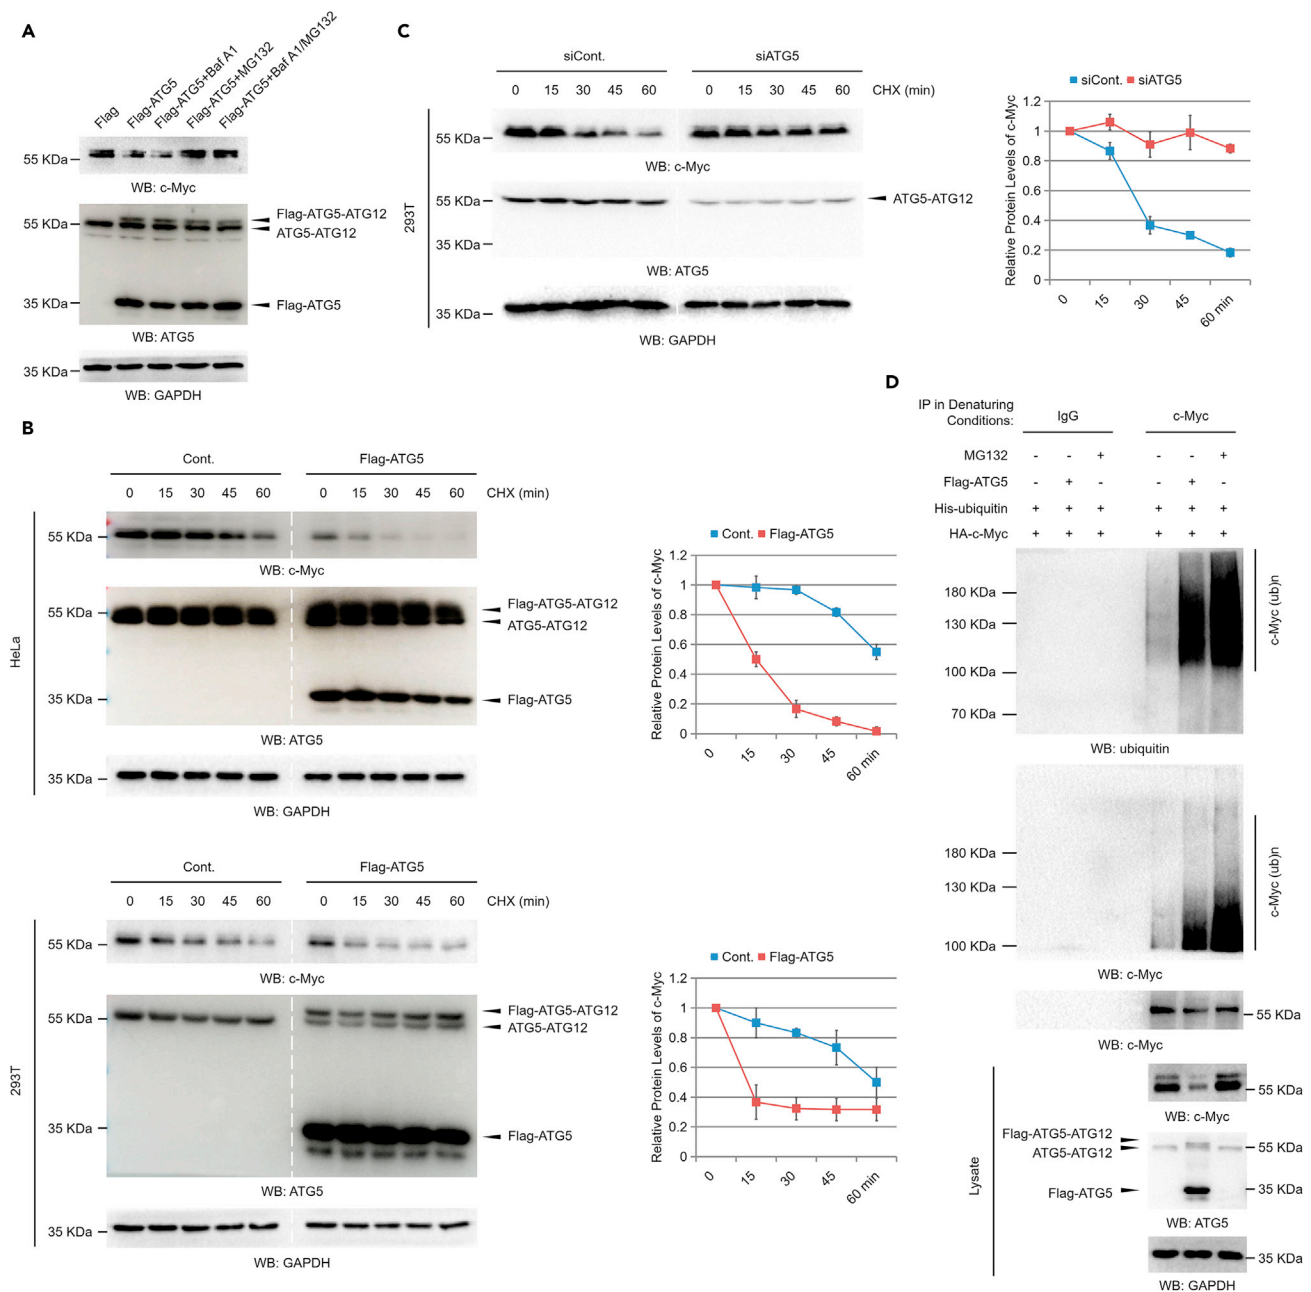 A
Flag
Flag-ATG5
Flag-ATG5+Baf A1
Flag-ATG5+MG132
Flag-ATG5+Baf A1/MG132
55 KDa
WB: c-Myc
55 KDa
Flag-ATG5-ATG12
ATG5-ATG12
35 KDa
Flag-ATG5
WB: ATG5
35 KDa
WB: GAPDH
B
Cont. Flag-ATG5
0 15 30 45 60 0 15 30 45 60 CHX (min)
HeLa
55 KDa
WB: c-Myc
55 KDa
Flag-ATG5-ATG12
ATG5-ATG12
35 KDa
Flag-ATG5
WB: ATG5
35 KDa
WB: GAPDH
Cont. Flag-ATG5
Relative Protein Levels of c-Myc
1.2
1
0.8
0.6
0.4
0.2
0
0 15 30 45 60 min
Cont. Flag-ATG5
0 15 30 45 60 0 15 30 45 60 CHX (min)
293T
55 KDa
WB: c-Myc
55 KDa
Flag-ATG5-ATG12
ATG5-ATG12
35 KDa
Flag-ATG5
WB: ATG5
35 KDa
WB: GAPDH
Cont. Flag-ATG5
Relative Protein Levels of c-Myc
1.2
1
0.8
0.6
0.4
0.2
0
0 15 30 45 60 min
C
siCont. siATG5
0 15 30 45 60 0 15 30 45 60 CHX (min)
293T
55 KDa
WB: c-Myc
55 KDa
ATG5-ATG12
35 KDa
WB: ATG5
35 KDa
WB: GAPDH
siCont. siATG5
Relative Protein Levels of c-Myc
1.2
1
0.8
0.6
0.4
0.2
0
0 15 30 45 60 min
D
IP in Denaturing
Conditions:
IgG c-Myc
MG132 - - + - - +
Flag-ATG5 - + - - + -
His-ubiquitin + + + + + +
HA-c-Myc + + + + + +
180 KDa
130 KDa
100 KDa
70 KDa
c-Myc (ub)n
WB: ubiquitin
180 KDa
130 KDa
100 KDa
c-Myc (ub)n
WB: c-Myc
55 KDa
WB: c-Myc
Lysate
55 KDa
WB: c-Myc
Flag-ATG5-ATG12
ATG5-ATG12
55 KDa
Flag-ATG5
35 KDa
WB: ATG5
35 KDa
WB: GAPDH